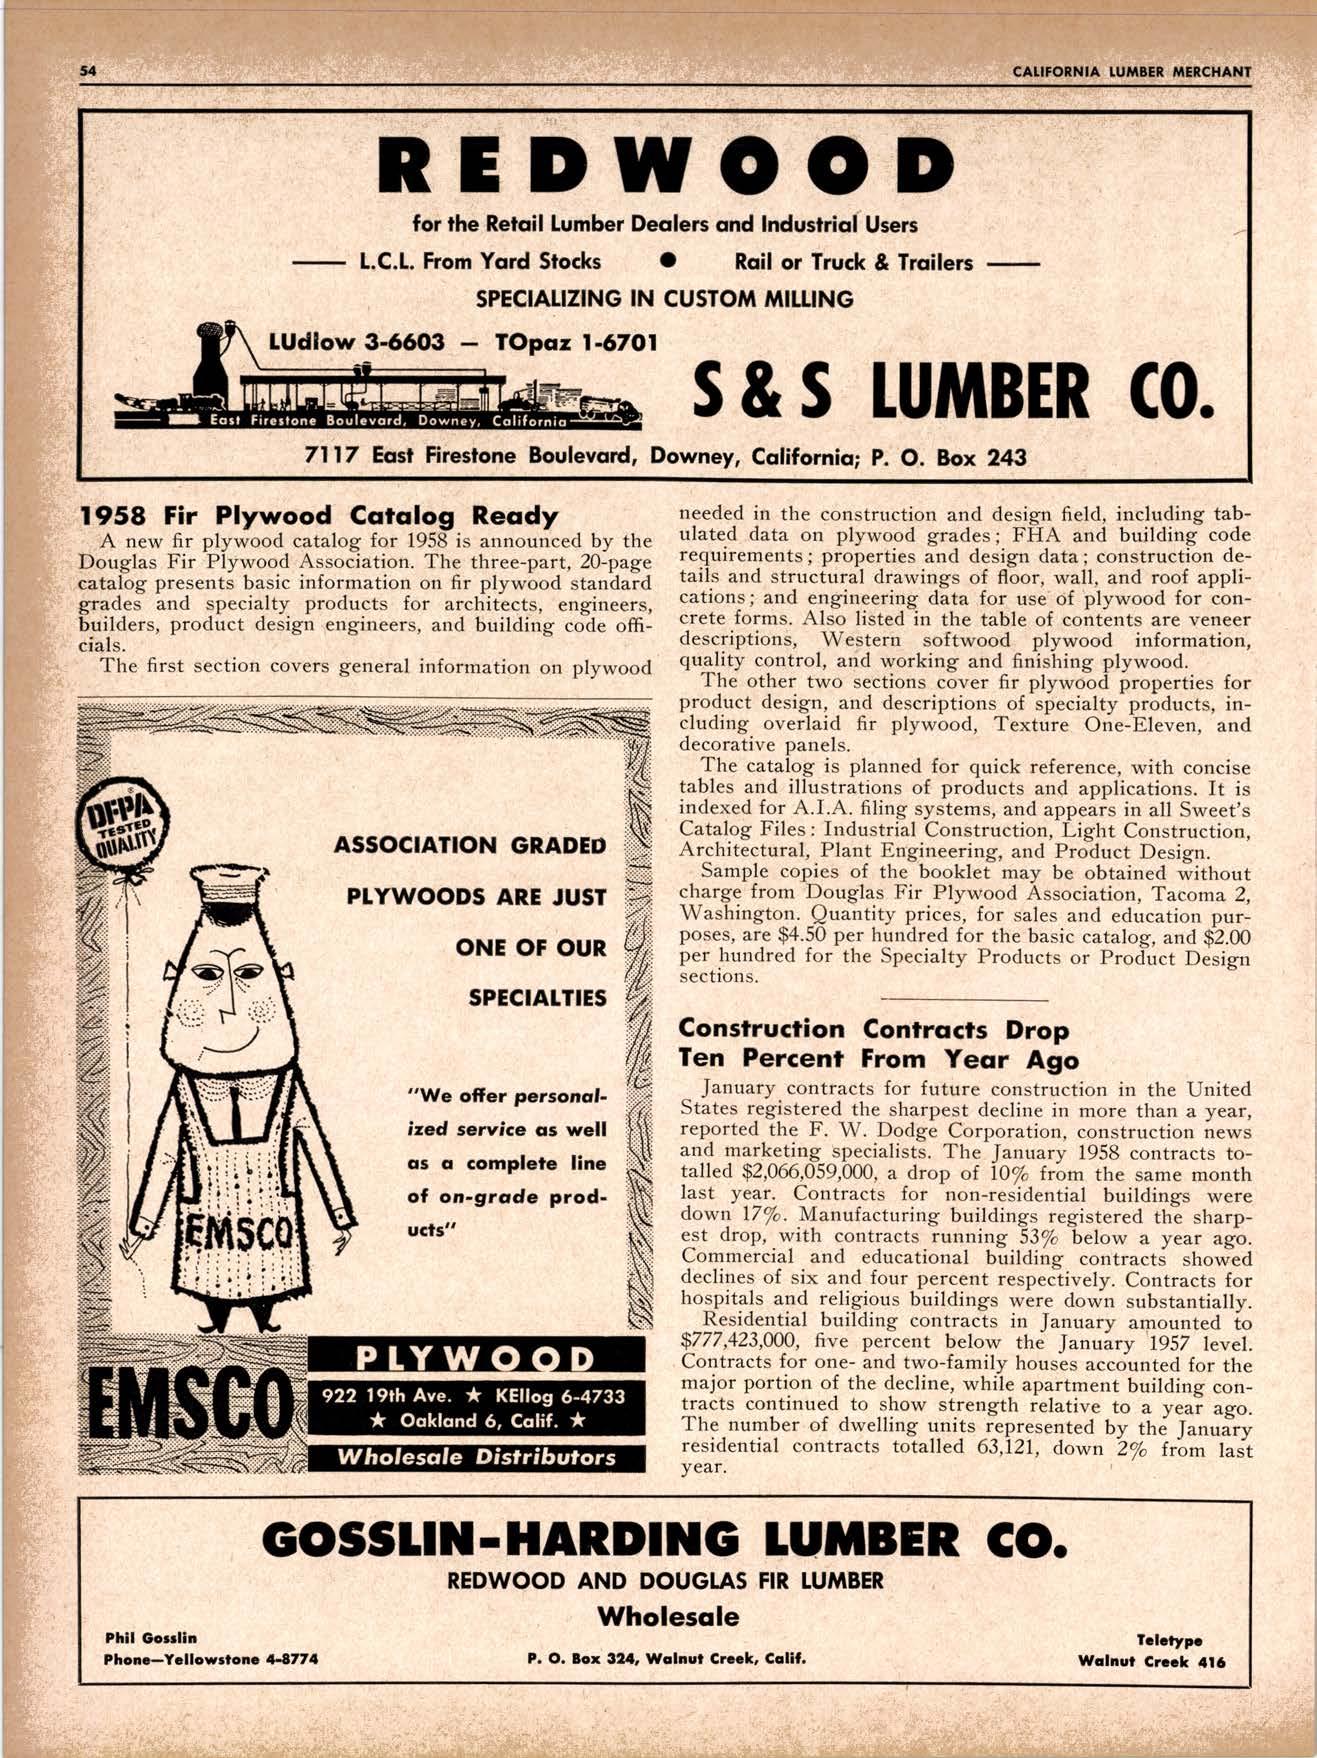 54
CALIFORNIA LUMBER MERCHANT
REDWOOD
for the Retail Lumber Dealers and Industrial Users
—— L.C.L. From Yard Stocks ● Rail or Truck & Trailers ——
SPECIALIZING IN CUSTOM MILLING
LUdlow 3-6603 — TOpaz 1-6701
S & S LUMBER CO.
East Firestone Boulevard, Downey, California
7117 East Firestone Boulevard, Downey, California; P. O. Box 243
1958 Fir Plywood Catalog Ready
A new fir plywood catalog for 1958 is announced by the
Douglas Fir Plywood Association. The three-part, 20-page
catalog presents basic information on fir plywood standard
grades and specialty products for architects, engineers,
builders, product design engineers, and building code offi-
cials.
The first section covers general information on plywood
needed in the construction and design field, including tab-
ulated data on plywood grades; FHA and building code
requirements; properties and design data; construction de-
tails and structural drawings of floor, wall, and roof appli-
cations; and engineering data for use of plywood for con-
crete forms. Also listed in the table of contents are veneer
descriptions, Western softwood plywood information,
quality control, and working and finishing plywood.
The other two sections cover fir plywood properties for
product design, and descriptions of specialty products, in-
cluding overlaid fir plywood, Texture One-Eleven, and
decorative panels.
The catalog is planned for quick reference, with concise
tables and illustrations of products and applications. It is
indexed for A.I.A. filing systems, and appears in all Sweet's
Catalog Files: Industrial Construction, Light Construction,
Architectural, Plant Engineering, and Product Design.
Sample copies of the booklet may be obtained without
charge from Douglas Fir Plywood Association, Tacoma 2,
Washington. Quantity prices, for sales and education pur-
poses, are $4.50 per hundred for the basic catalog, and $2.00
per hundred for the Specialty Products or Product Design
sections.
Construction Contracts Drop
Ten Percent From Year Ago
January contracts for future construction in the United
States registered the sharpest decline in more than a year,
reported the F. W. Dodge Corporation, construction news
and marketing specialists. The January 1958 contracts to-
talled $2,066,059,000, a drop of 10% from the same month
last year. Contracts for non-residential buildings were
down 17%. Manufacturing buildings registered the sharp-
est drop, with contracts running 53% below a year ago.
Commercial and educational building contracts showed
declines of six and four percent respectively. Contracts for
hospitals and religious buildings were down substantially.
Residential building contracts in January amounted to
$777,423,000, five percent below the January 1957 level.
Contracts for one- and two-family houses accounted for the
major portion of the decline, while apartment building con-
tracts continued to show strength relative to a year ago.
The number of dwelling units represented by the January
residential contracts totalled 63,121, down 2% from last
year.
DFPA®
TESTED
QUALITY
ASSOCIATION GRADED
PLYWOODS ARE JUST
ONE OF OUR
SPECIALTIES
"We offer personal-
ized service as well
as a complete line
of on-grade prod-
ucts"
EMSCO
EMSCO
PLYWOOD
922 19th Ave. ★ KEllog 6-4733
★ Oakland 6, Calif. ★
Wholesale Distributors
GOSSLIN-HARDING LUMBER CO.
REDWOOD AND DOUGLAS FIR LUMBER
Wholesale
Phil Gosslin
Phone—Yellowstone 4-8774
P. O. Box 324, Walnut Creek, Calif.
Teletype
Walnut Creek 416